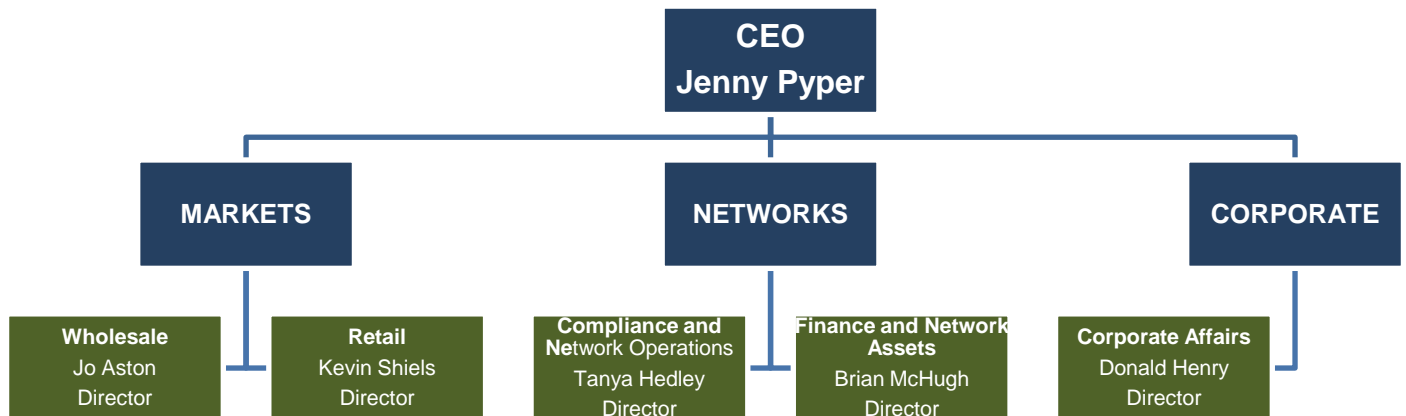 CEO
Jenny Pyper
MARKETS
NETWORKS
CORPORATE
Wholesale
Jo Aston
Director
Retail
Kevin Shiels
Director
Compliance and
Network Operations
Tanya Hedley
Director
Finance and Network
Assets
Brian McHugh
Director
Corporate Affairs
Donald Henry
Director